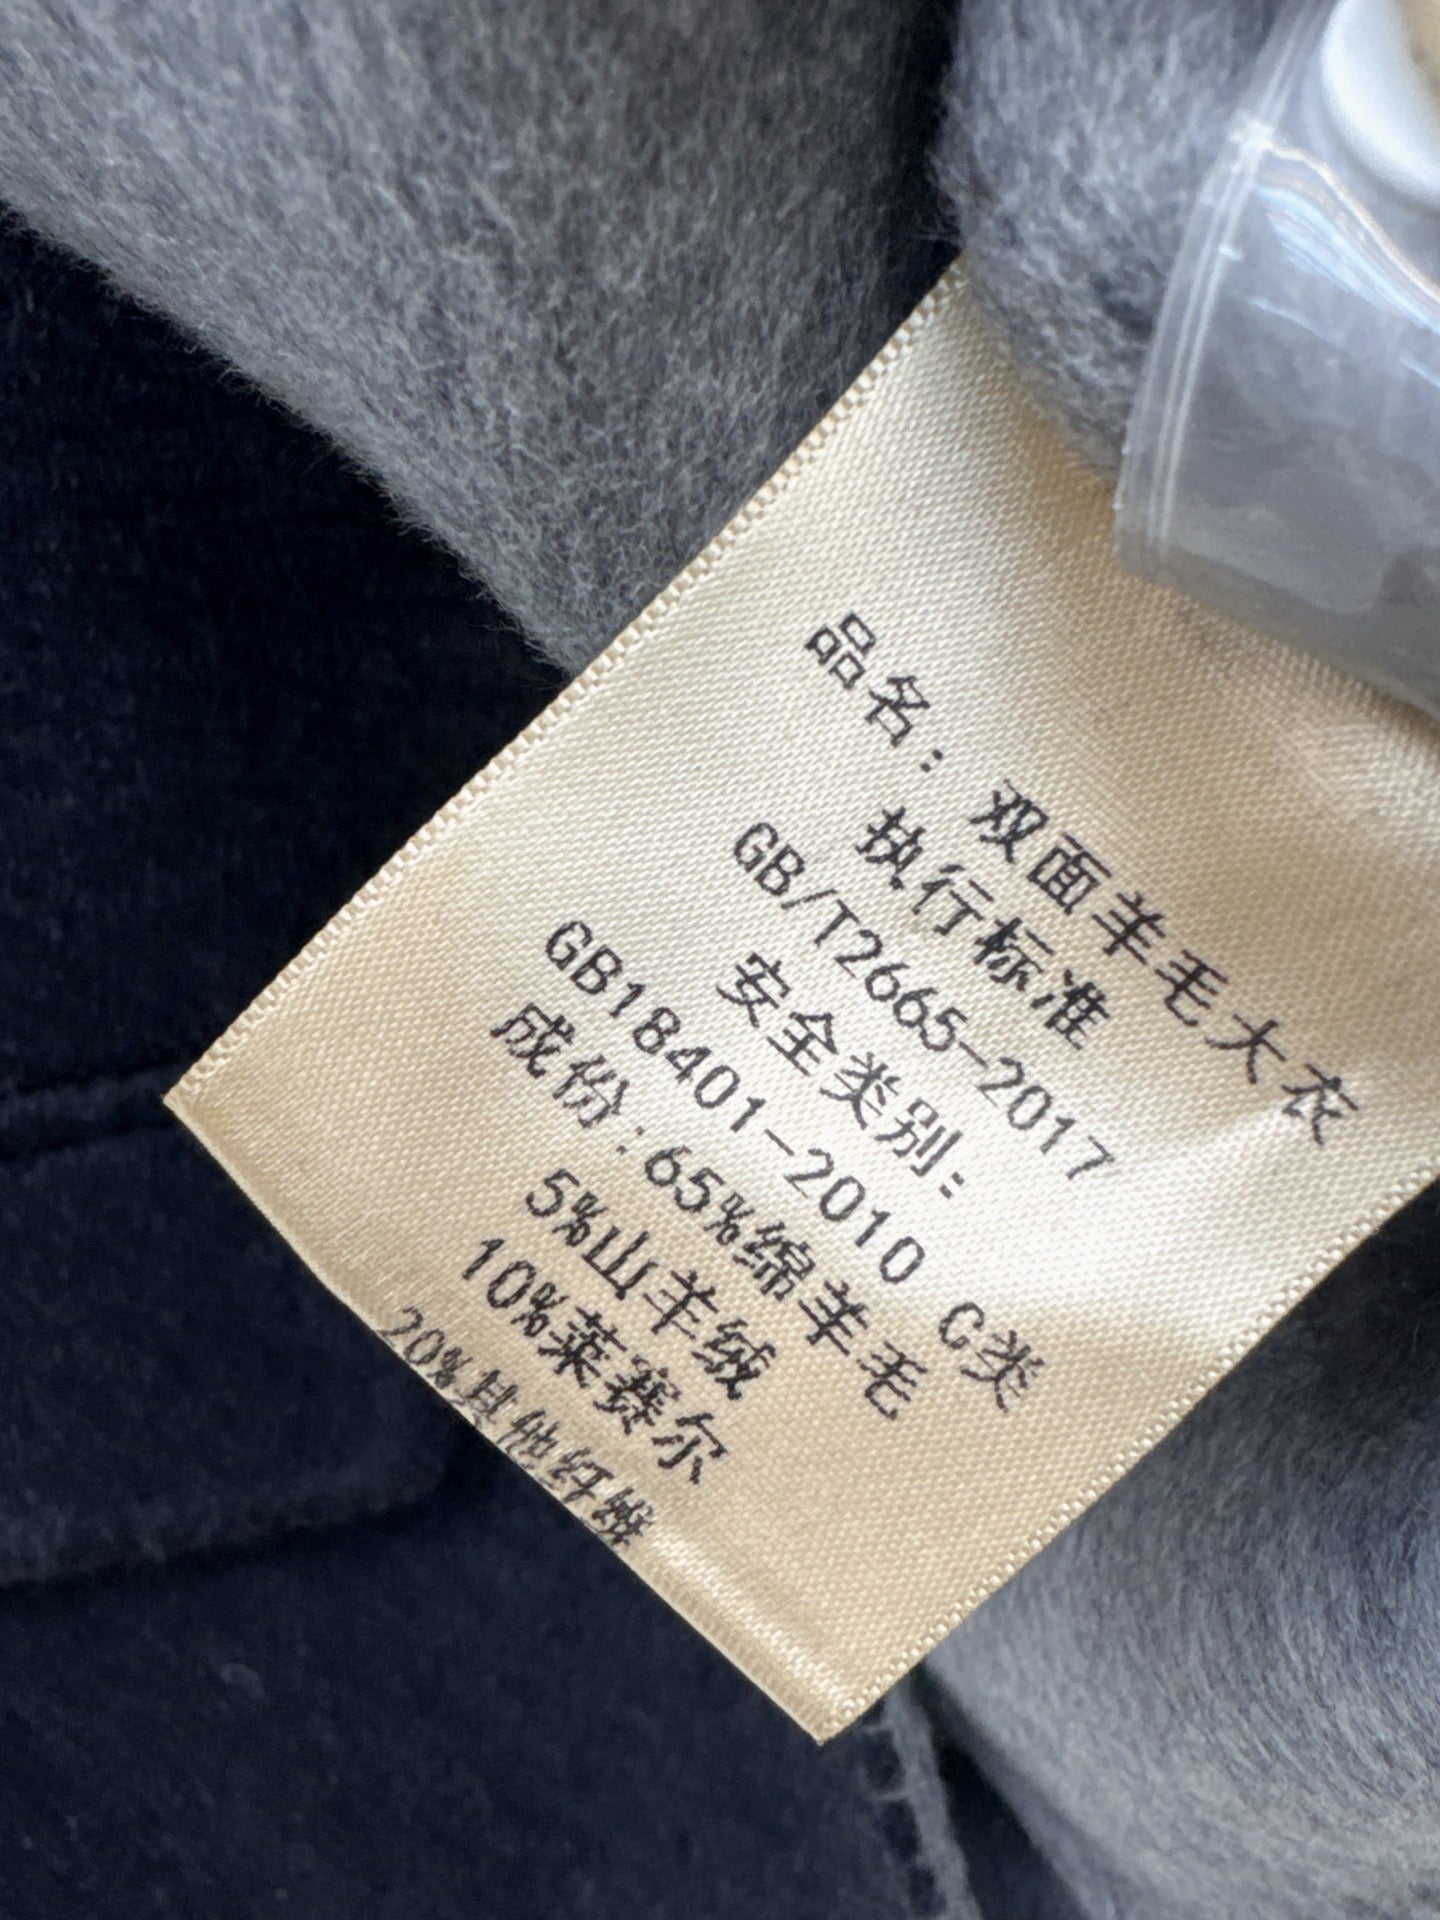 品名：双面羊毛大衣
执行标准
GB/T2665-2017
安全类别：
GB18401-2010 C类
成份：65%绵羊毛
5%山羊绒
10%莱赛尔
20%其他纤维